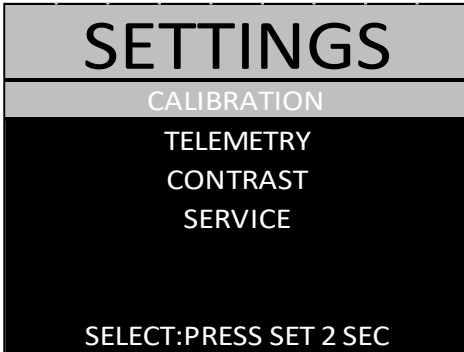 SETTINGS
CALIBRATION
TELEMETRY
CONTRAST
SERVICE
SELECT:PRESS SET 2 SEC